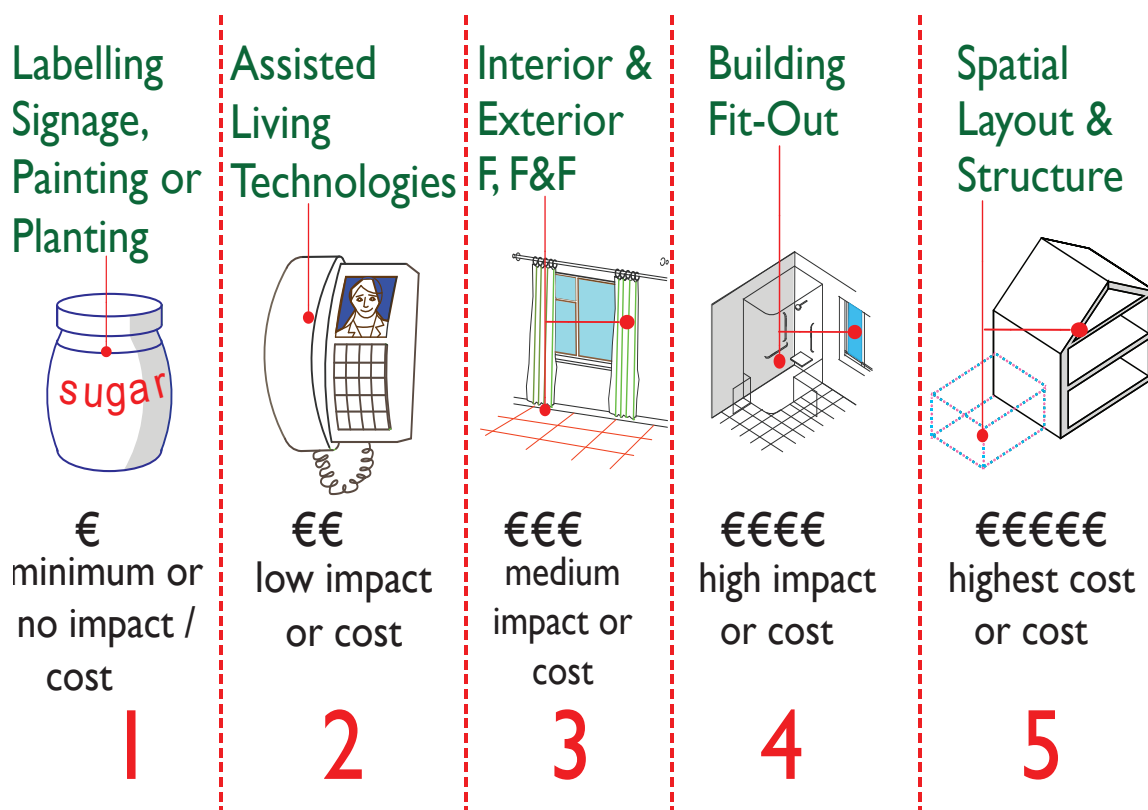 Labelling
Signage,
Painting or
Planting
sugar
€
minimum or
no impact /
cost
1
Assisted
Living
Technologies
€€
low impact
or cost
2
Interior &
Exterior
F, F&F
€€€
medium
impact or
cost
3
Building
Fit-Out
€€€€
high impact
or cost
4
Spatial
Layout &
Structure
€€€€€
highest cost
or cost
5